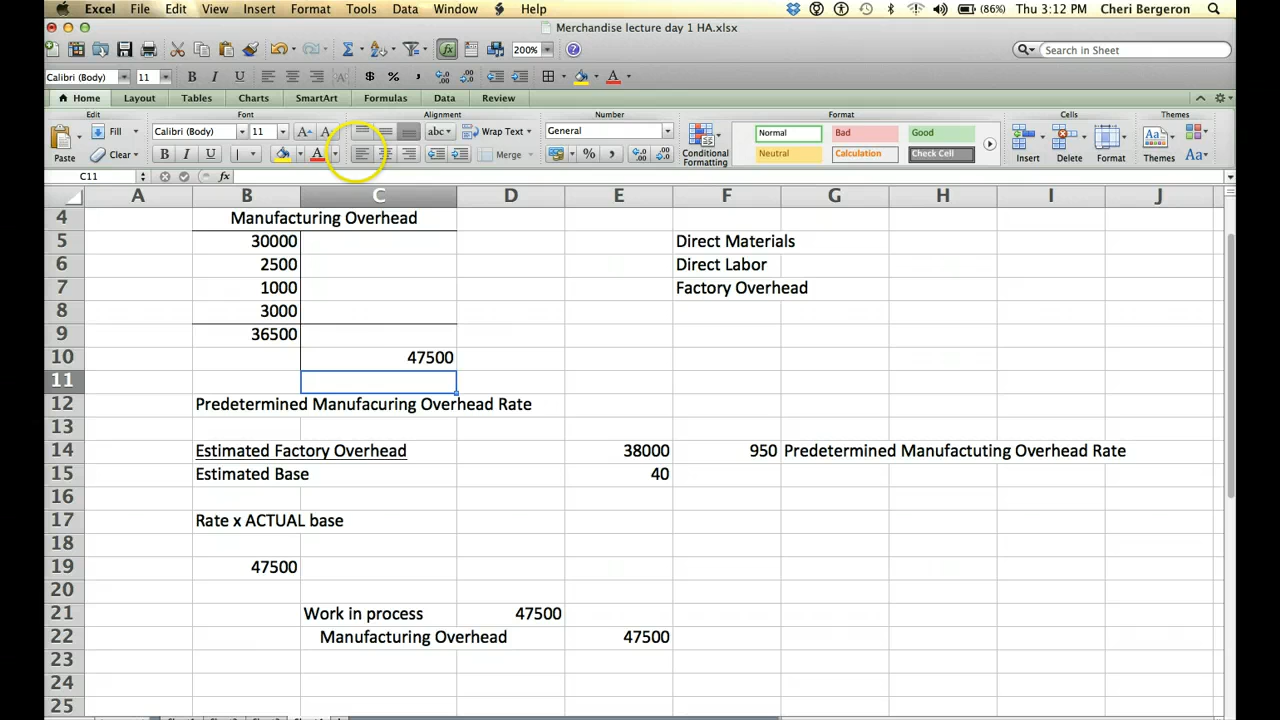 Excel File Edit View Insert Format Tools Data Window Help (86%) Thu 3:12 PM Cheri Bergeron
Merchandise lecture day 1 HA.xlsx
200% Search in Sheet
Calibri (Body) 11 B I U $ % ,
Home Layout Tables Charts SmartArt Formulas Data Review
Edit Font Alignment Number Format Cells Themes
Fill Calibri (Body) 11 abc Wrap Text General Normal Bad Good
Paste Clear B I U Merge % , Conditional Formatting Neutral Calculation Check Cell Insert Delete Format Themes Aa
C11 fx
A B C D E F G H I J
4 Manufacturing Overhead
5 30000 Direct Materials
6 2500 Direct Labor
7 1000 Factory Overhead
8 3000
9 36500
10 47500
11
12 Predetermined Manufacuring Overhead Rate
13
14 Estimated Factory Overhead 38000 950 Predetermined Manufactuting Overhead Rate
15 Estimated Base 40
16
17 Rate x ACTUAL base
18
19 47500
20
21 Work in process 47500
22 Manufacturing Overhead 47500
23
24
25